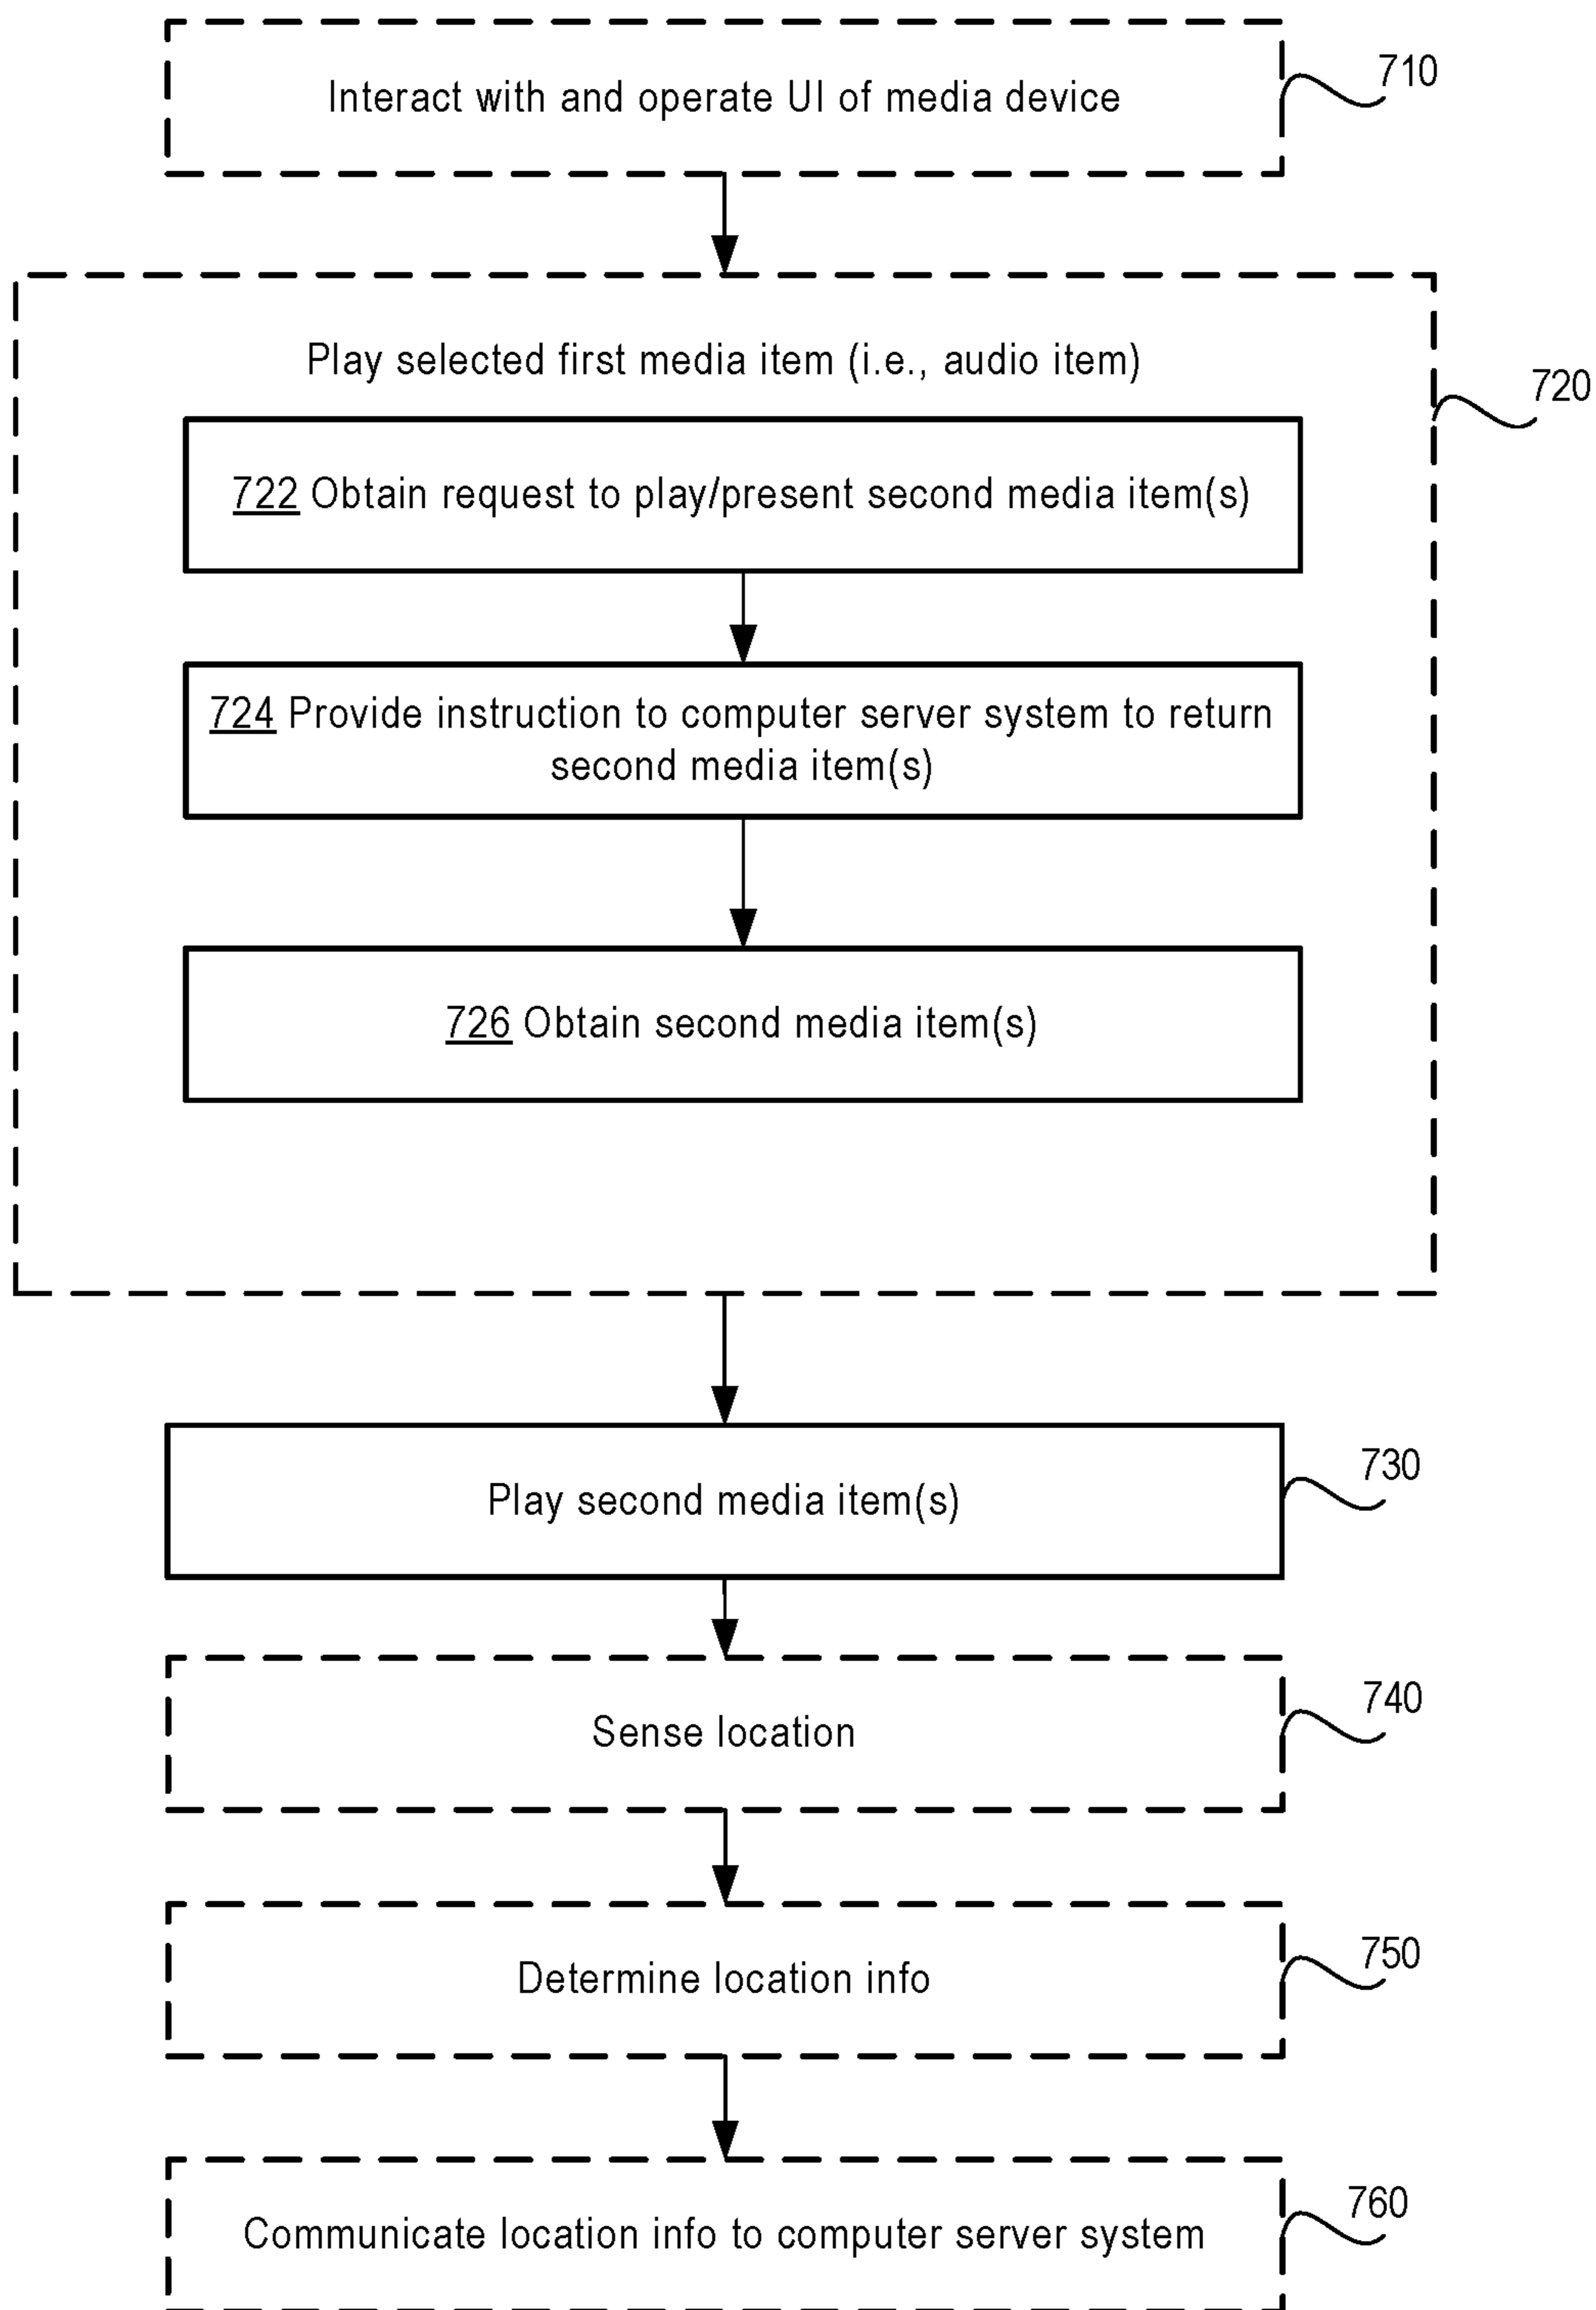 Interact with and operate UI of media device
710
Play selected first media item (i.e., audio item)
720
722 Obtain request to play/present second media item(s)
724 Provide instruction to computer server system to return
second media item(s)
726 Obtain second media item(s)
Play second media item(s)
730
Sense location
740
Determine location info
750
Communicate location info to computer server system
760